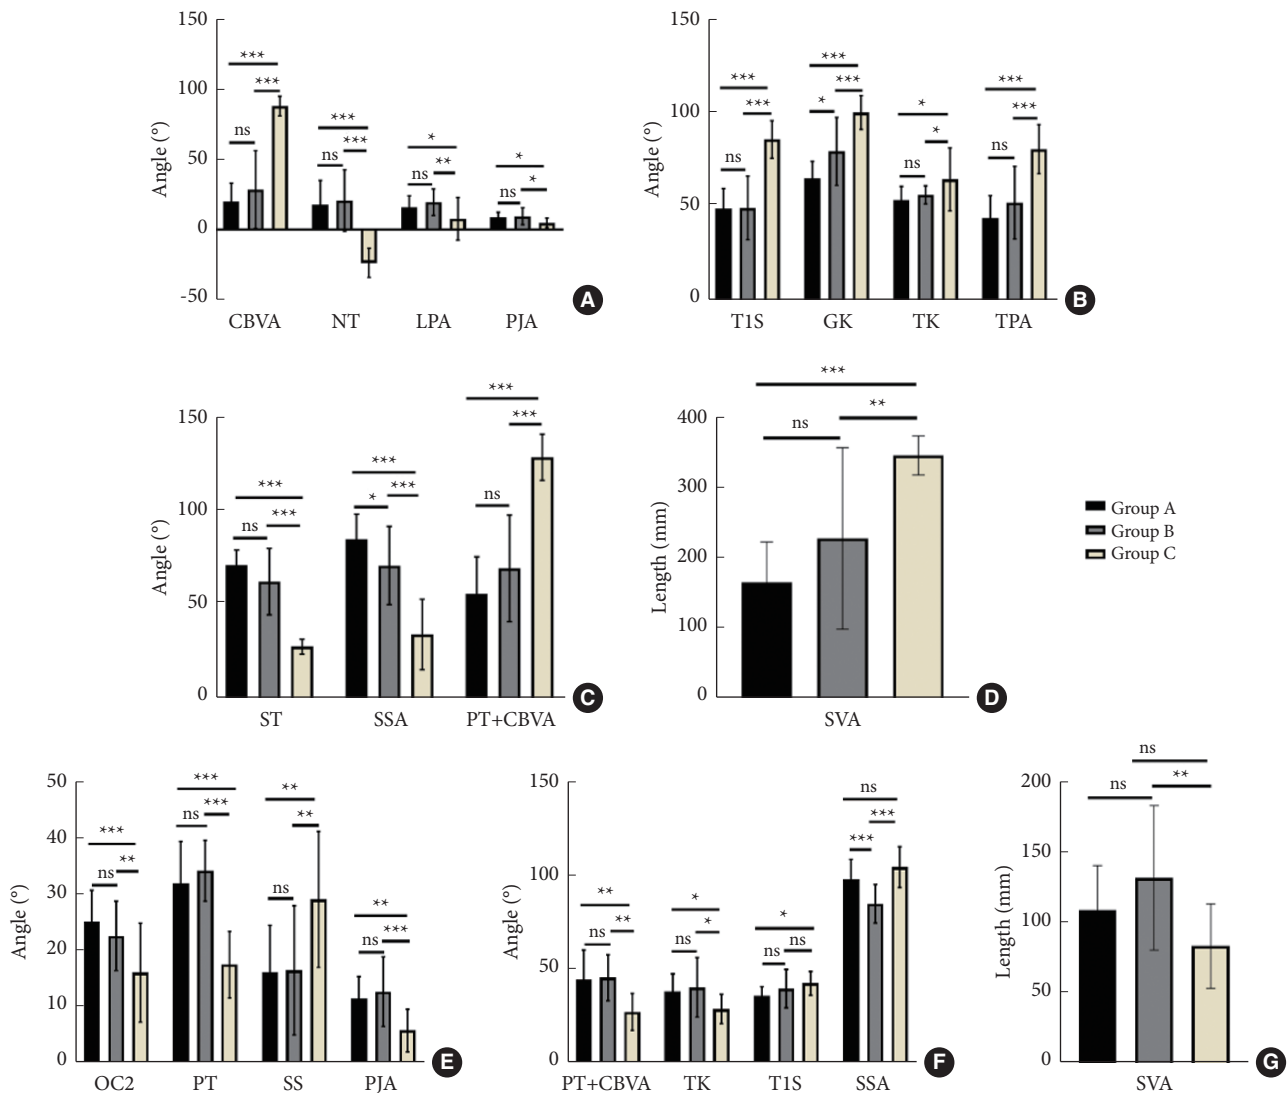 150
100
50
0
-50
Angle (°)
***
***
ns
***
***
ns
*
**
ns
*
*
ns
CBVA NT LPA PJA
A
150
100
50
0
Angle (°)
***
***
ns
***
***
*
*
*
ns
***
***
ns
T1S GK TK TPA
B
150
100
50
0
Angle (°)
***
***
ns
***
***
*
***
***
ns
ST SSA PT+CBVA
C
400
300
200
100
0
Length (mm)
***
**
ns
SVA
D
Group A
Group B
Group C
50
40
30
20
10
0
Angle (°)
***
**
ns
***
***
ns
**
**
ns
**
***
ns
OC2 PT SS PJA
E
150
100
50
0
Angle (°)
**
**
ns
*
*
ns
*
ns
ns
ns
***
***
PT+CBVA TK T1S SSA
F
200
150
100
50
0
Length (mm)
ns
**
ns
SVA
G